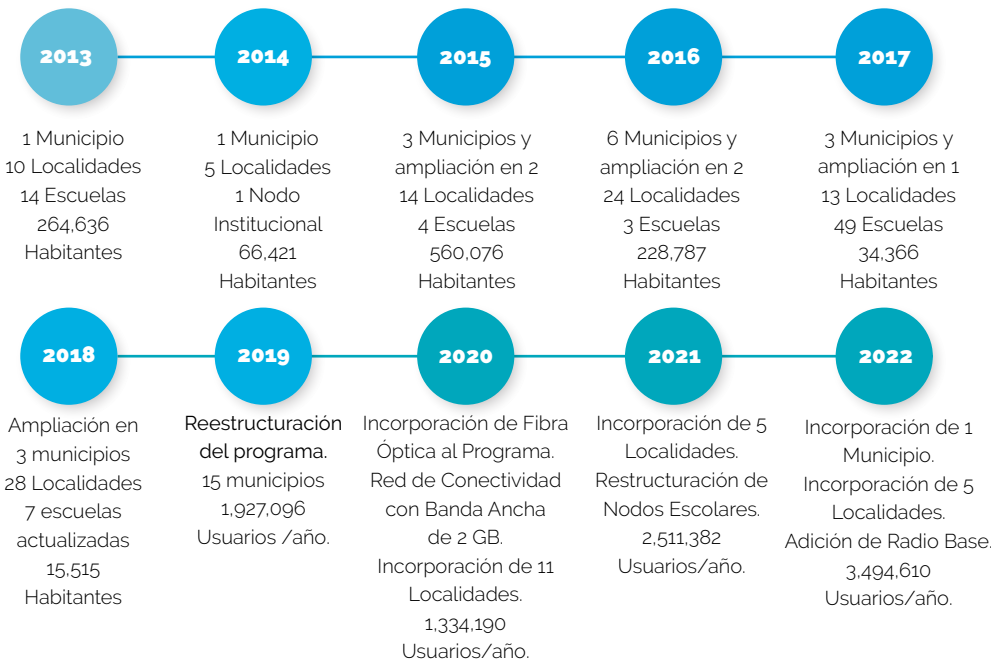 2013
1 Municipio
10 Localidades
14 Escuelas
264,636
Habitantes
2014
1 Municipio
5 Localidades
1 Nodo
Institucional
66,421
Habitantes
2015
3 Municipios y
ampliación en 2
14 Localidades
4 Escuelas
560,076
Habitantes
2016
6 Municipios y
ampliación en 2
24 Localidades
3 Escuelas
228,787
Habitantes
2017
3 Municipios y
ampliación en 1
13 Localidades
49 Escuelas
34,366
Habitantes
2018
Ampliación en
3 municipios
28 Localidades
7 escuelas
actualizadas
15,515
Habitantes
2019
Reestructuración
del programa.
15 municipios
1,927,096
Usuarios /año.
2020
Incorporación de Fibra
Óptica al Programa.
Red de Conectividad
con Banda Ancha
de 2 GB.
Incorporación de 11
Localidades.
1,334,190
Usuarios/año.
2021
Incorporación de 5
Localidades.
Restructuración de
Nodos Escolares.
2,511,382
Usuarios/año.
2022
Incorporación de 1
Municipio.
Incorporación de 5
Localidades.
Adición de Radio Base.
3,494,610
Usuarios/año.